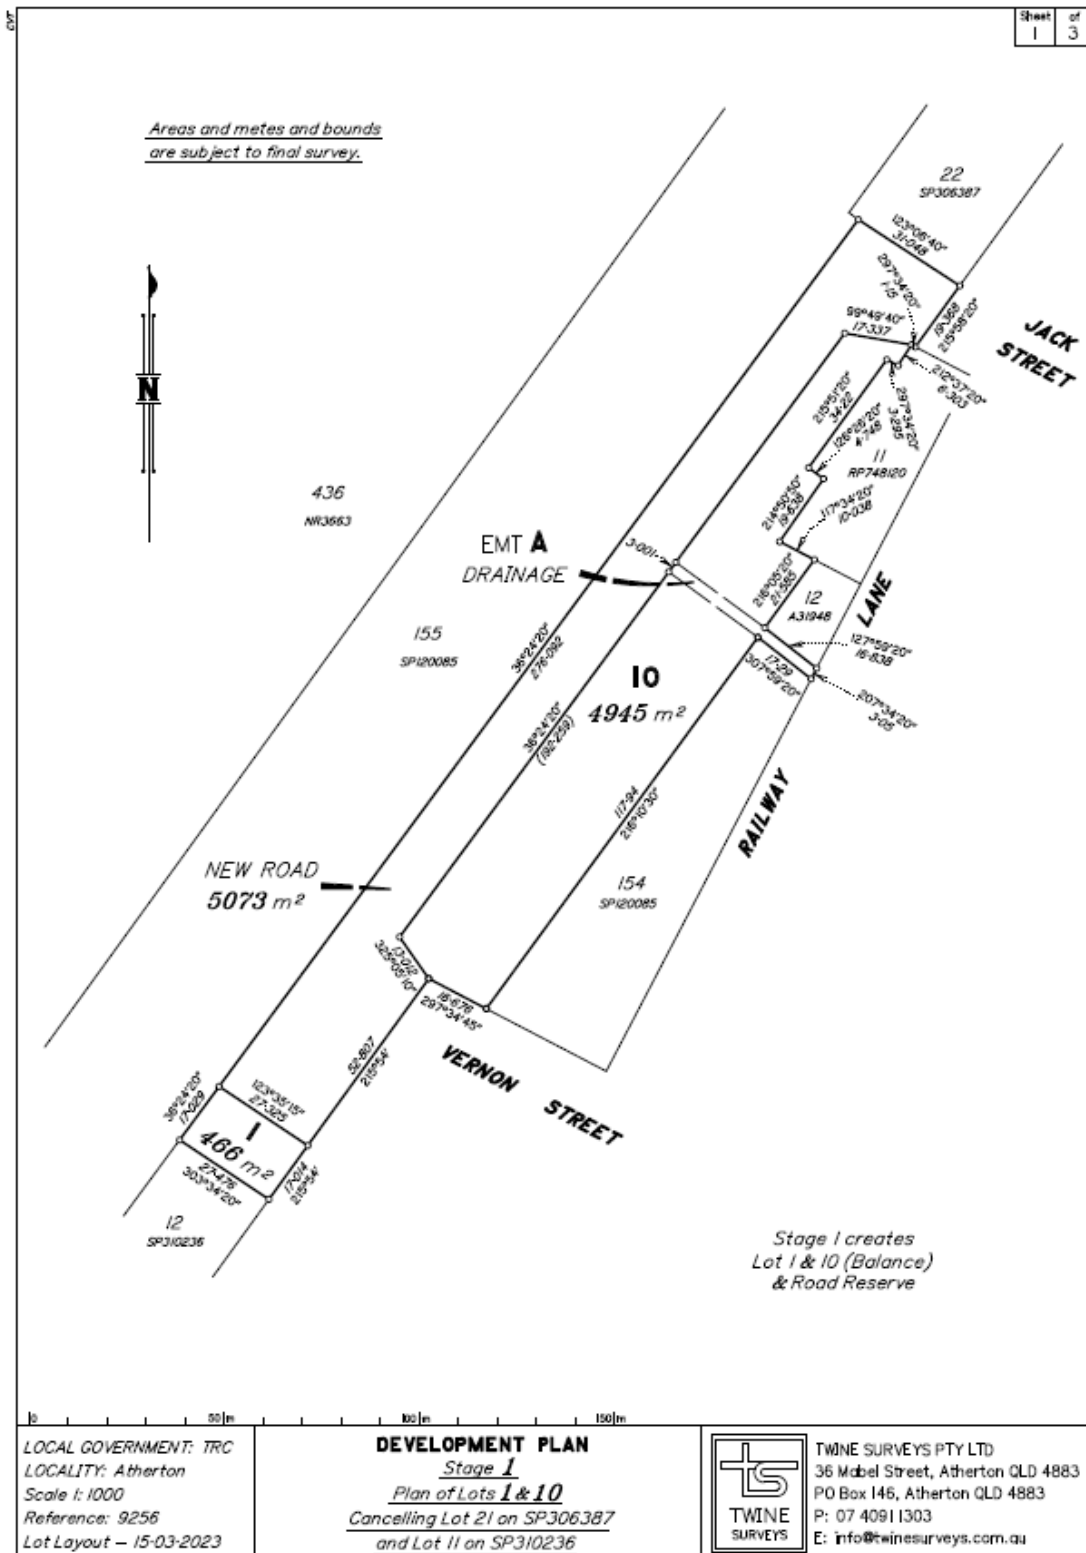 Sheet of
1 3
Areas and metes and bounds
are subject to final survey.
22
SP306387
123°06'40"
31·048
297°34'20"
1·15
19·368
215°58'20"
JACK
STREET
99°49'40"
17·337
212°37'20"
6·303
297°34'20"
3·295
215°51'20"
34·22
126°26'20"
4·748
11
RP748120
214°50'50"
19·638
117°34'20"
10·038
436
NR3663
EMT A
DRAINAGE
3·001
216°05'20"
21·585
12
A31948
LANE
127°59'20"
16·838
155
SP120085
36°24'20"
276·092
10
4945 m²
17·29
307°59'20"
207°34'20"
3·05
36°24'20"
(192·259)
117·94
216°10'30"
RAILWAY
NEW ROAD
5073 m²
154
SP120085
13·012
325°05'10"
16·676
297°34'45"
52·807
215°54'
VERNON STREET
36°24'20"
17·029
123°35'15"
27·325
1
466 m²
27·476
303°34'20"
17·014
215°54'
12
SP310236
Stage 1 creates
Lot 1 & 10 (Balance)
& Road Reserve
N
0 50m 100m 150m
LOCAL GOVERNMENT: TRC
LOCALITY: Atherton
Scale 1: 1000
Reference: 9256
Lot Layout – 15-03-2023
DEVELOPMENT PLAN
Stage 1
Plan of Lots 1 & 10
Cancelling Lot 21 on SP306387
and Lot 11 on SP310236
ts
TWINE
SURVEYS
TWINE SURVEYS PTY LTD
36 Mabel Street, Atherton QLD 4883
PO Box 146, Atherton QLD 4883
P: 07 40911303
E: info@twinesurveys.com.au